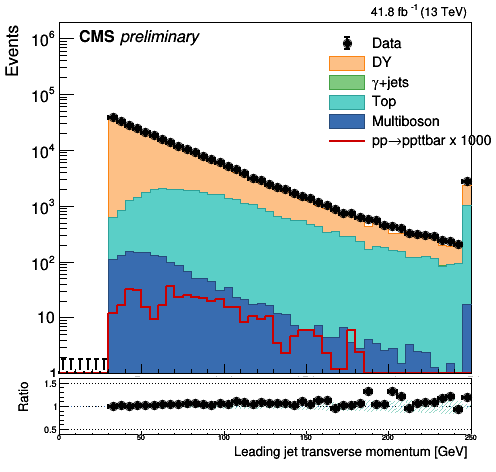 41.8 fb⁻¹ (13 TeV)
CMS preliminary
Events
10⁶
10⁵
10⁴
10³
10²
10
1
Data
DY
γ+jets
Top
Multiboson
pp→ppttbar x 1000
Ratio
1.5
1
0.5
0 50 100 150 200 250
Leading jet transverse momentum [GeV]